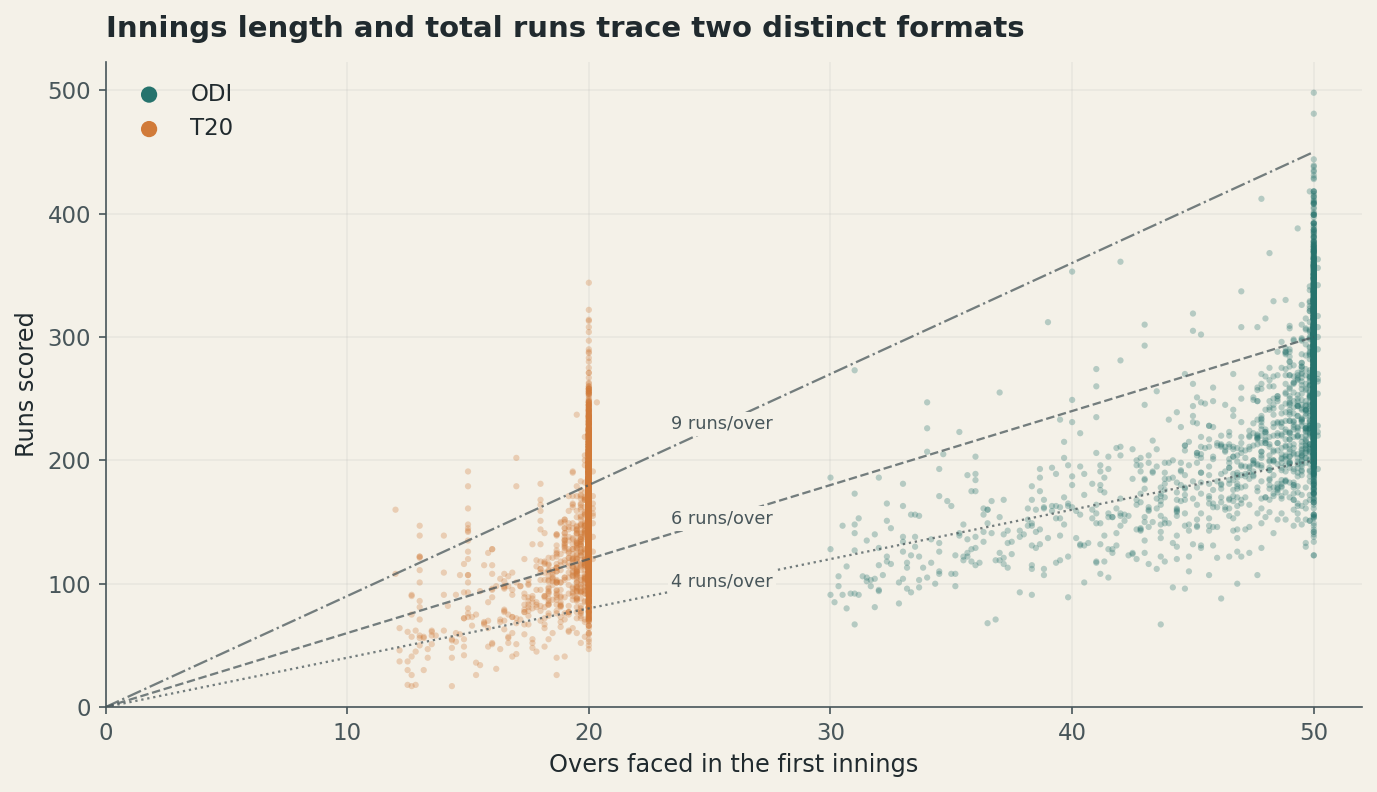 Innings length and total runs trace two distinct formats
ODI
T20
500
400
300
200
100
0
Runs scored
9 runs/over
6 runs/over
4 runs/over
0
10
20
30
40
50
Overs faced in the first innings